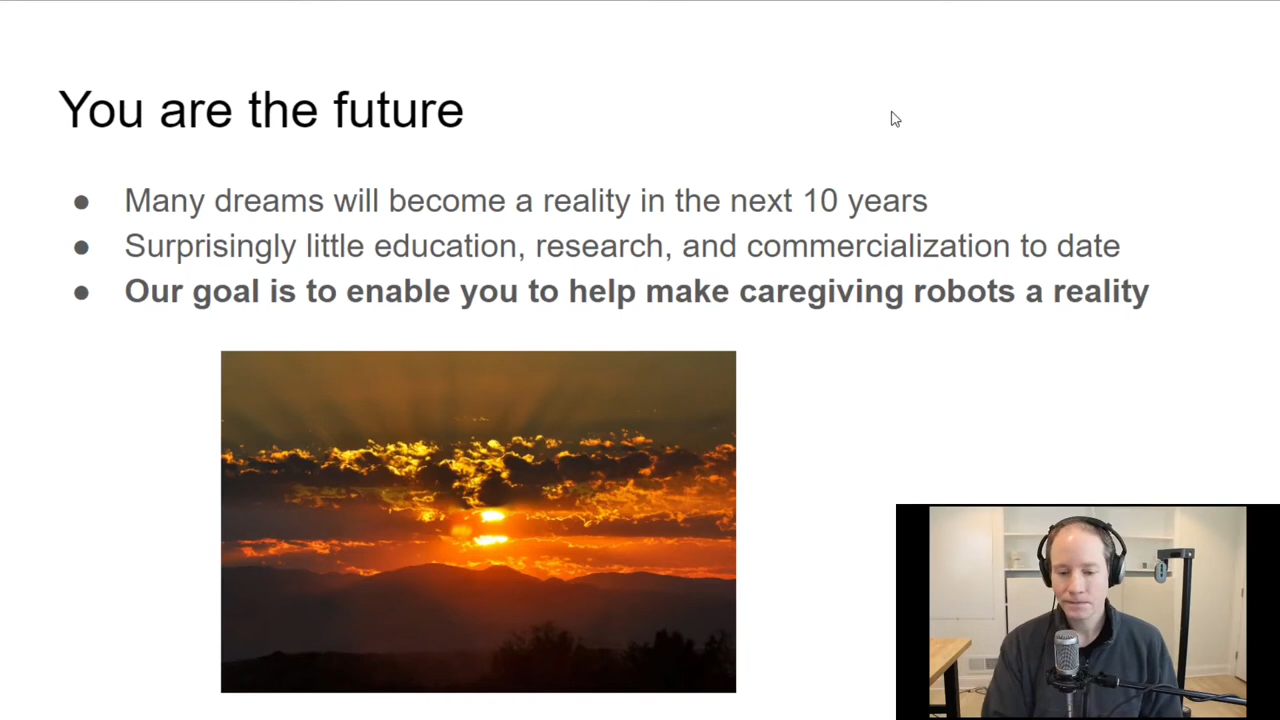 You are the future
● Many dreams will become a reality in the next 10 years
● Surprisingly little education, research, and commercialization to date
● Our goal is to enable you to help make caregiving robots a reality